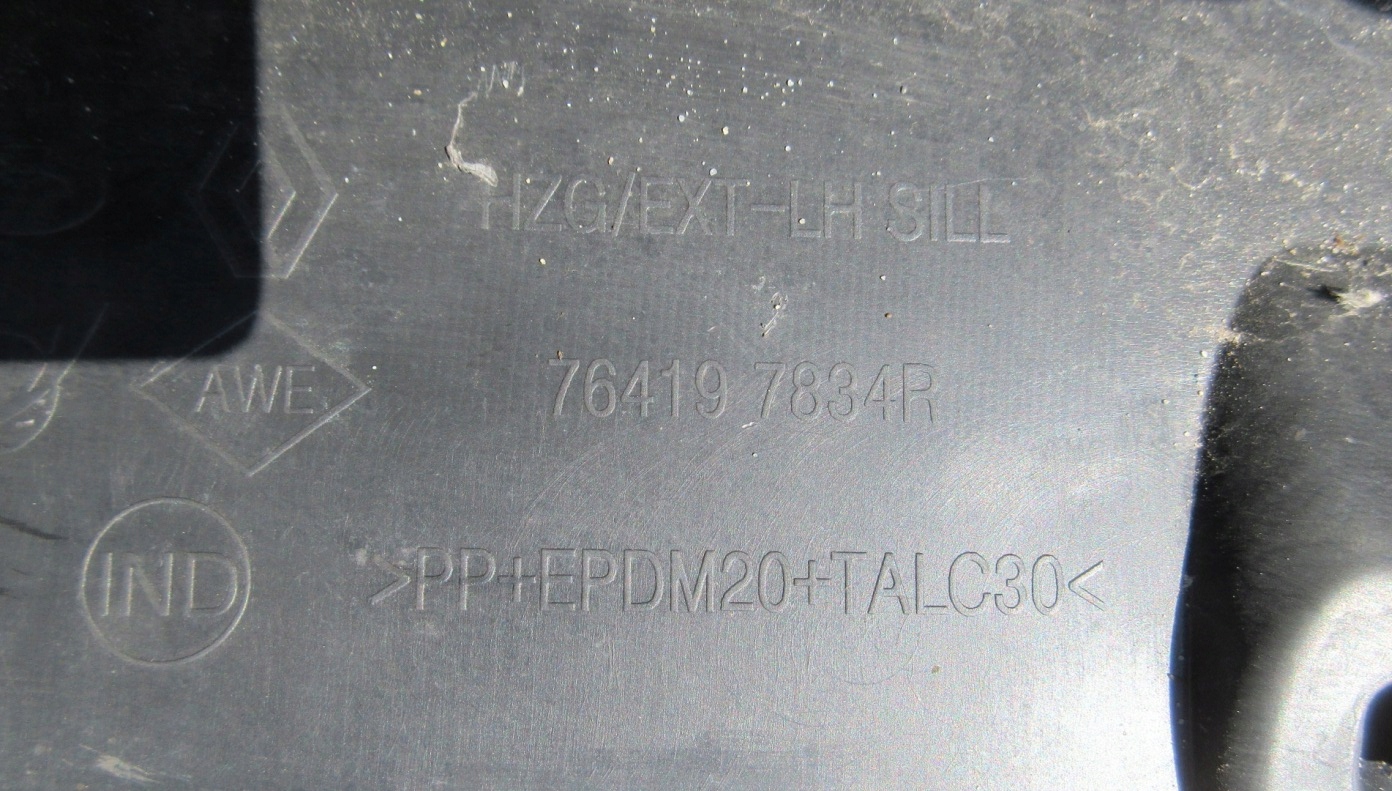 HZG/EXT-LH SILL
AWE
76419 7834R
IND
>PP+EPDM20+TALC30<